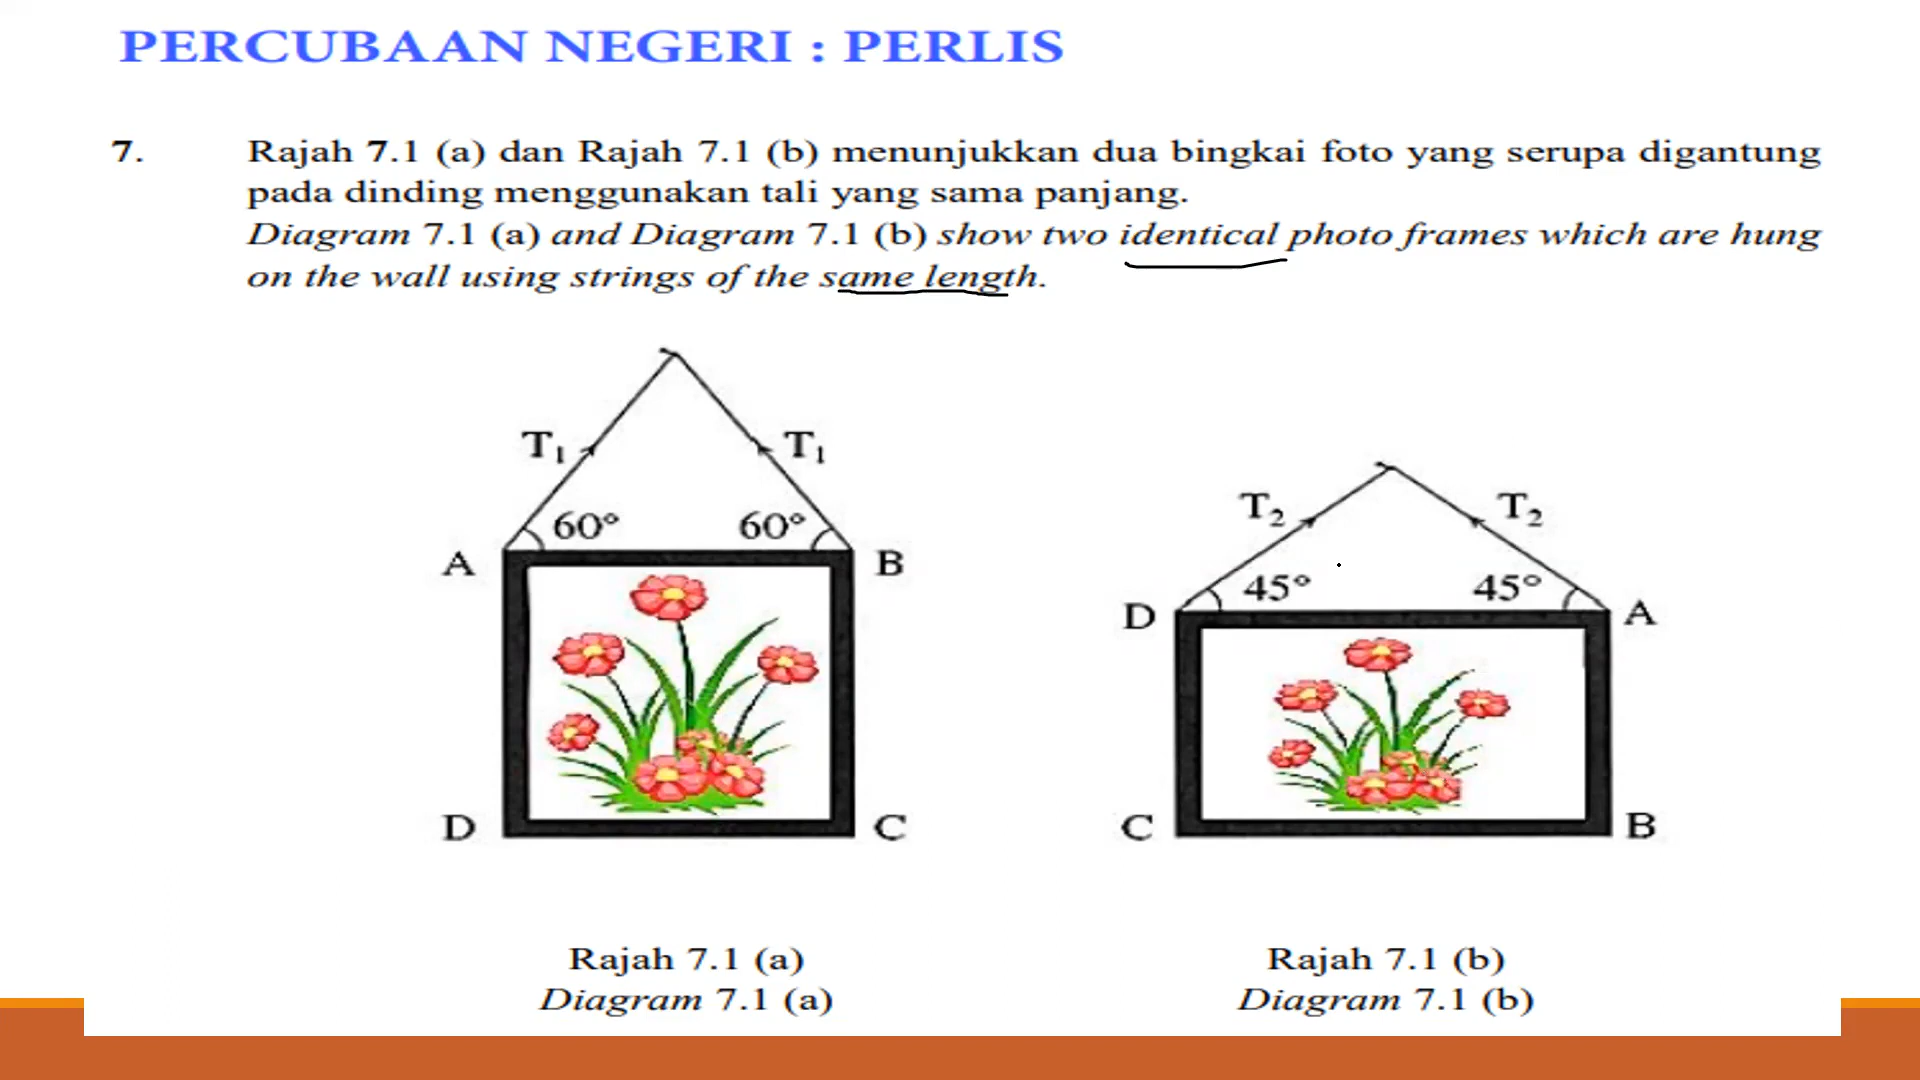 PERCUBAAN NEGERI : PERLIS
7. Rajah 7.1 (a) dan Rajah 7.1 (b) menunjukkan dua bingkai foto yang serupa digantung
pada dinding menggunakan tali yang sama panjang.
Diagram 7.1 (a) and Diagram 7.1 (b) show two identical photo frames which are hung
on the wall using strings of the same length.
T₁ T₁
60° 60°
A B
D C
Rajah 7.1 (a)
Diagram 7.1 (a)
T₂ T₂
45° 45°
D A
C B
Rajah 7.1 (b)
Diagram 7.1 (b)